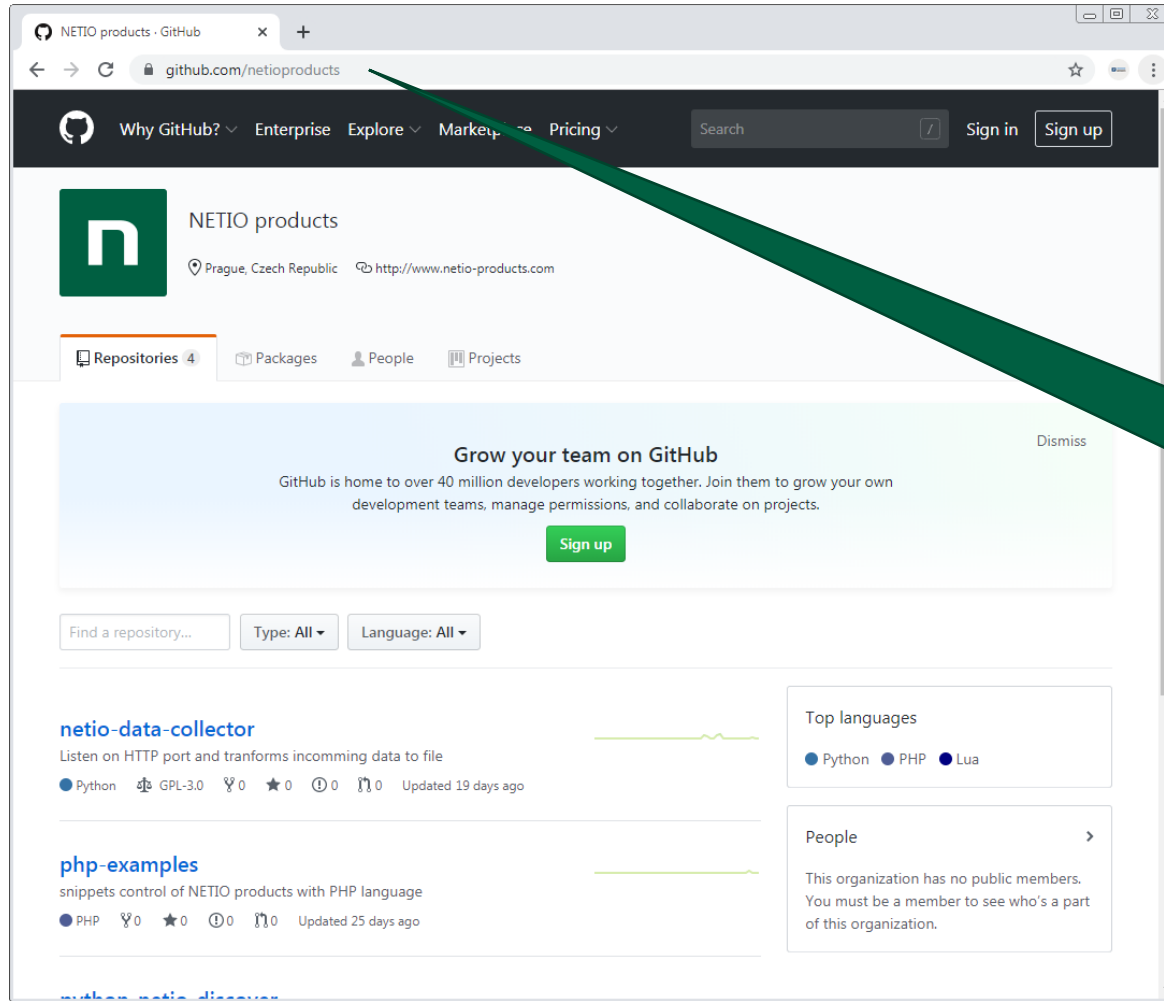 NETIO products · GitHub
github.com/netioproducts
Why GitHub? Enterprise Explore Marketplace Pricing Search / Sign in Sign up
n
NETIO products
Prague, Czech Republic http://www.netio-products.com
Repositories 4 Packages People Projects
Dismiss
Grow your team on GitHub
GitHub is home to over 40 million developers working together. Join them to grow your own
development teams, manage permissions, and collaborate on projects.
Sign up
Find a repository... Type: All Language: All
netio-data-collector
Listen on HTTP port and tranforms incomming data to file
Python GPL-3.0 0 0 0 0 Updated 19 days ago
php-examples
snippets control of NETIO products with PHP language
PHP 0 0 0 0 Updated 25 days ago
python-netio-discover
Top languages
Python PHP Lua
People
This organization has no public members.
You must be a member to see who's a part
of this organization.